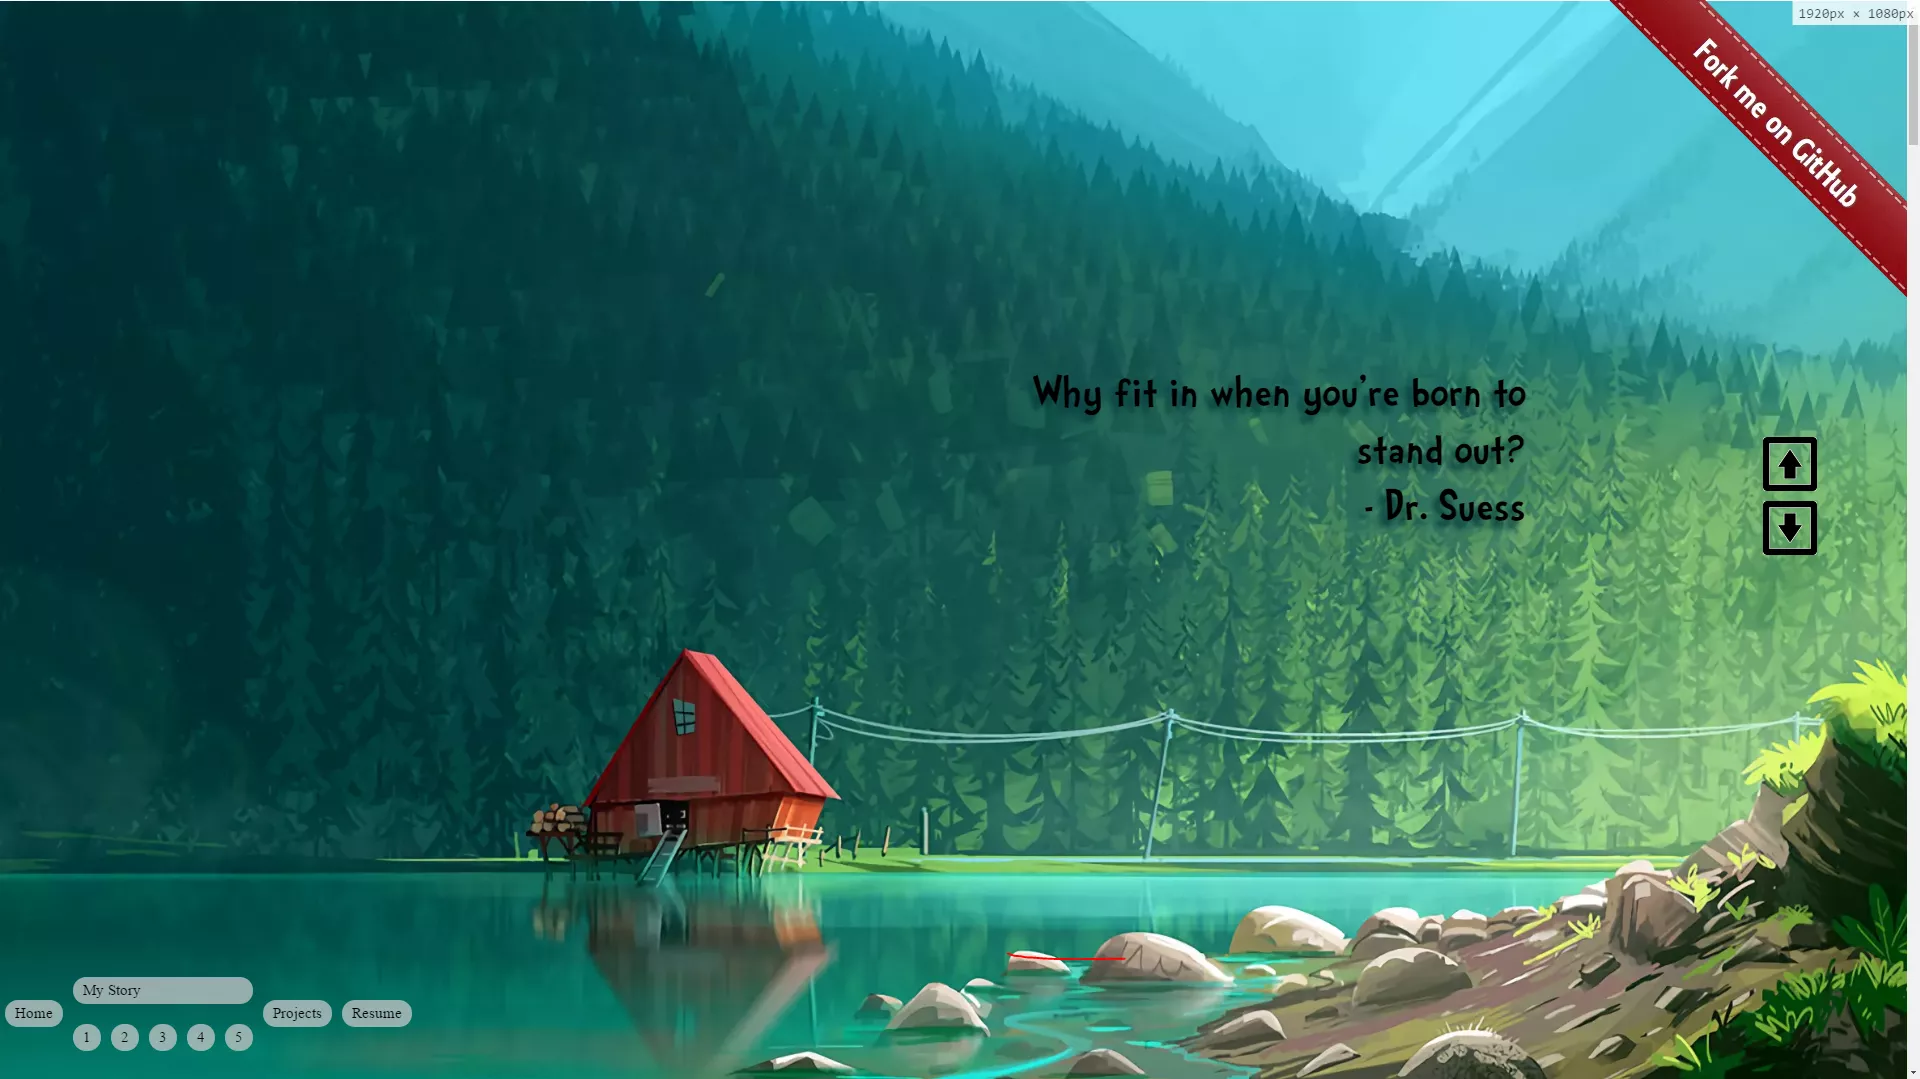 1920px × 1080px
Fork me on GitHub
Why fit in when you're born to
stand out?
- Dr. Suess
My Story
Home
Projects
Resume
1 2 3 4 5